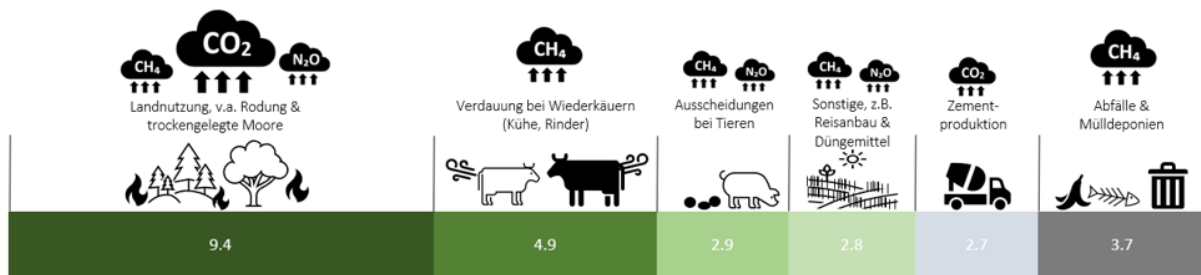 CH₄
CO₂
N₂O
Landnutzung, v.a. Rodung &
trockengelegte Moore
CH₄
Verdauung bei Wiederkäuern
(Kühe, Rinder)
CH₄
N₂O
Ausscheidungen
bei Tieren
CH₄
N₂O
Sonstige, z.B.
Reisanbau &
Düngemittel
CO₂
Zement-
produktion
CH₄
Abfälle &
Mülldeponien
9.4
4.9
2.9
2.8
2.7
3.7